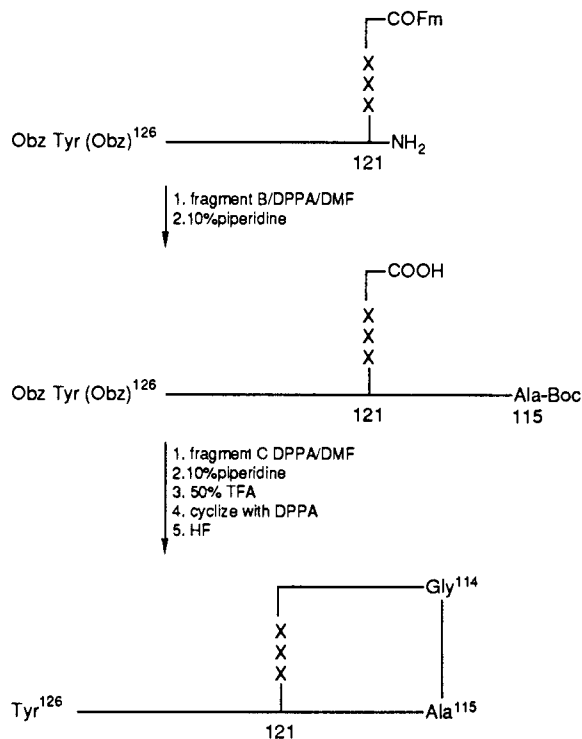 COFm
X
X
X
Obz Tyr (Obz)126 NH2
121
1. fragment B/DPPA/DMF
2.10%piperidine
COOH
X
X
X
Obz Tyr (Obz)126 Ala-Boc
121 115
1. fragment C DPPA/DMF
2.10%piperidine
3. 50% TFA
4. cyclize with DPPA
5. HF
Gly114
X
X
X
Tyr126 Ala115
121